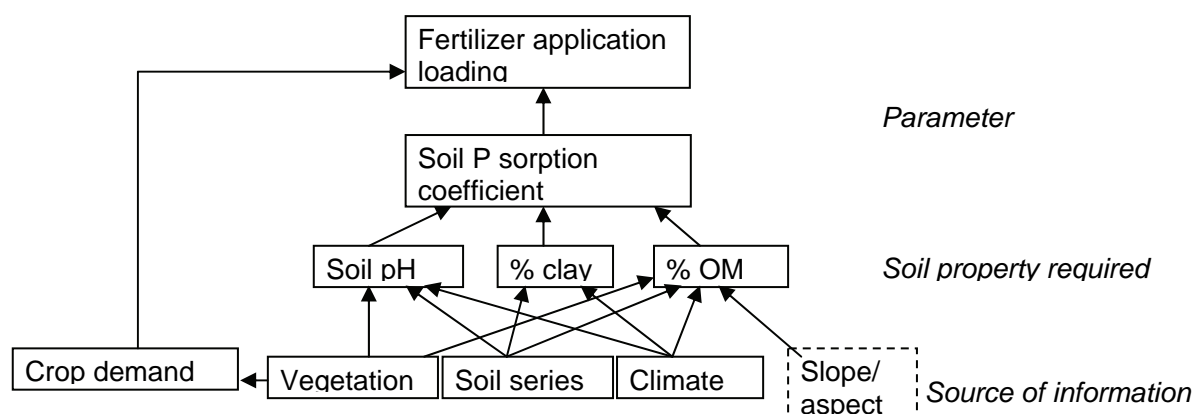 Fertilizer application
loading
Parameter
Soil P sorption
coefficient
Soil pH
% clay
% OM
Soil property required
Crop demand
Vegetation
Soil series
Climate
Slope/
aspect
Source of information